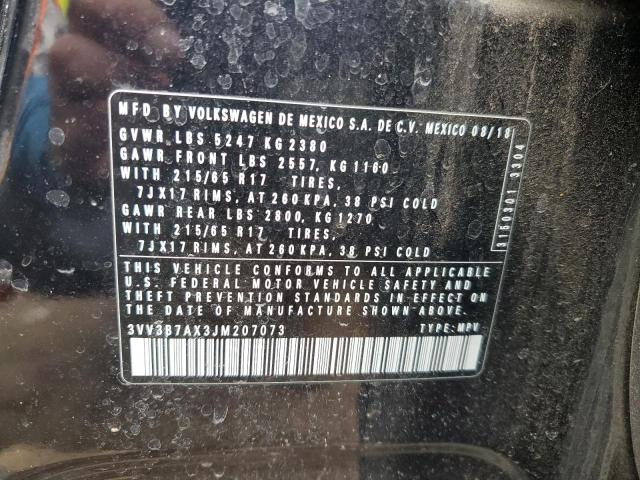 MFD BY VOLKSWAGEN DE MEXICO S.A. DE C.V. MEXICO 08/18
GVWR LBS 5247 KG 2380
GAWR FRONT LBS 2557, KG 1160
WITH 215/65 R17 TIRES,
7JX17 RIMS, AT 260 KPA, 38 PSI COLD
GAWR REAR LBS 2800, KG 1270
WITH 215/65 R17 TIRES,
7JX17 RIMS, AT 260 KPA, 38 PSI COLD
THIS VEHICLE CONFORMS TO ALL APPLICABLE
U.S. FEDERAL MOTOR VEHICLE SAFETY AND
THEFT PREVENTION STANDARDS IN EFFECT ON
THE DATE OF MANUFACTURE SHOWN ABOVE.
3VV3B7AX3JM207073 TYPE: MPV
3150301 3304